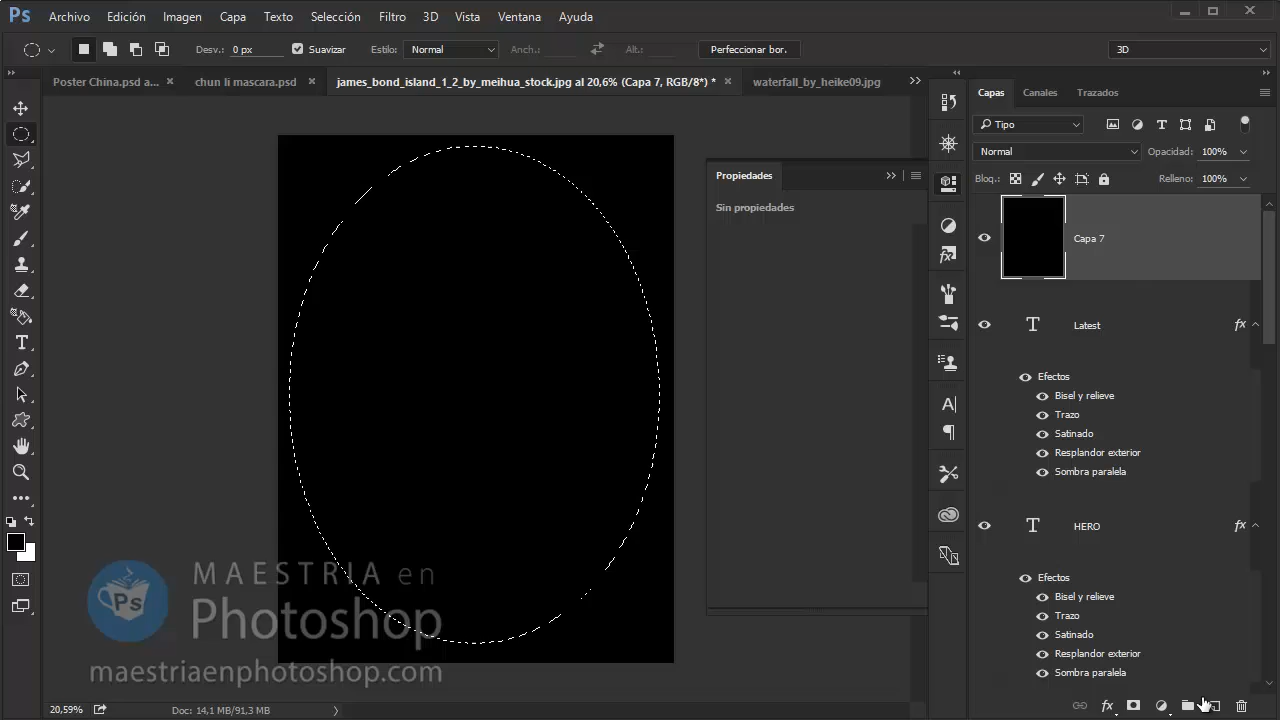 Ps Archivo Edición Imagen Capa Texto Selección Filtro 3D Vista Ventana Ayuda
Desv.: 0 px Suavizar Estilo: Normal Anch.: Alt.: Perfeccionar bor. 3D
Poster China.psd a... × chun li mascara.psd × james_bond_island_1_2_by_meihua_stock.jpg al 20,6% (Capa 7, RGB/8*) * × waterfall_by_heike09.jpg
Capas Canales Trazados
Tipo
Normal Opacidad: 100%
Bloq.: Relleno: 100%
Propiedades
Sin propiedades
Capa 7
Latest fx
Efectos
Bisel y relieve
Trazo
Satinado
Resplandor exterior
Sombra paralela
HERO fx
Efectos
Bisel y relieve
Trazo
Satinado
Resplandor exterior
Sombra paralela
MAESTRIA en
Ps Photoshop
maestriaenphotoshop.com
20,59% Doc: 14,1 MB/91,3 MB